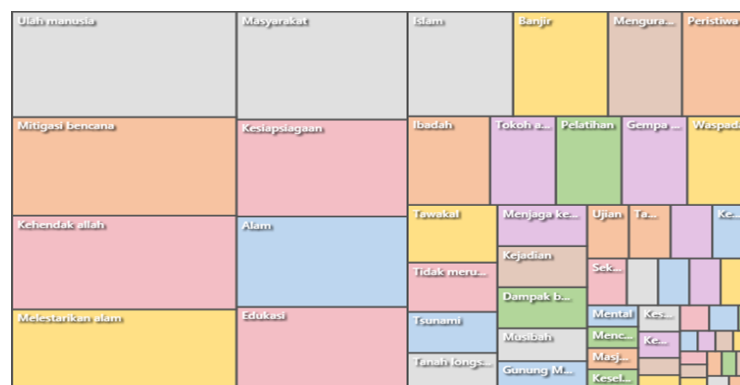 Ulah manusia
Masyarakat
Islam
Banjir
Mengura...
Peristiwa
Mitigasi bencana
Kesiapsiagaan
Ibadah
Tokoh a...
Pelatihan
Gempa ...
Waspad
Kehendak allah
Alam
Tawakal
Menjaga ke...
Ujian
Ta...
Ke...
Kejadian
Tidak meru...
Sek...
Dampak b...
Melestarikan alam
Edukasi
Tsunami
Musibah
Mental
Kes...
Menc...
Ke...
Tanah longs...
Gunung M...
Masj...
Kesel...